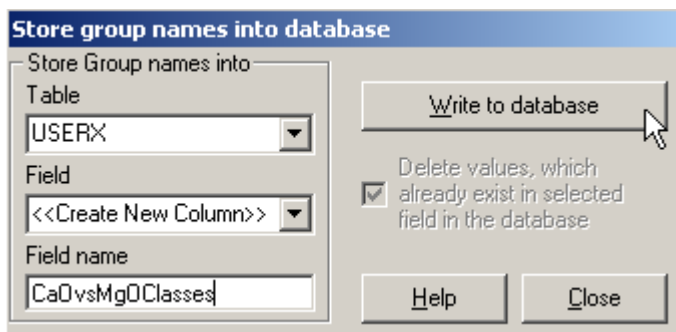 Store group names into database
Store Group names into
Table
USERX
Field
<<Create New Column>>
Field name
CaOvsMgOClasses
Write to database
Delete values, which
already exist in selected
field in the database
Help
Close